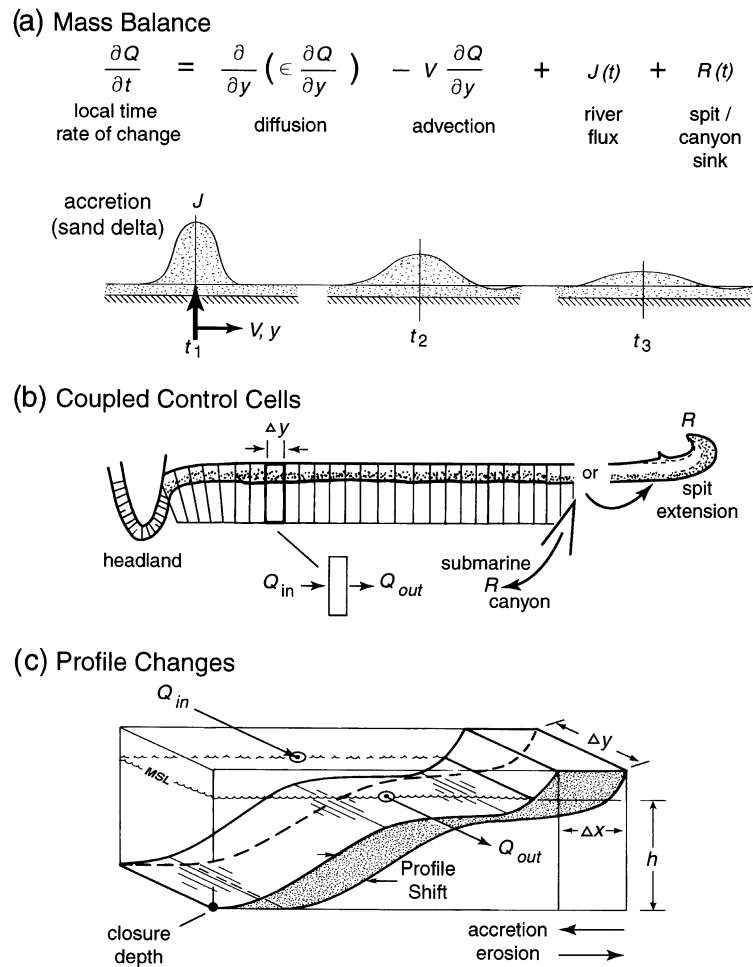 (a) Mass Balance
∂Q/∂t = ∂/∂y (ϵ ∂Q/∂y) − V ∂Q/∂y + J(t) + R(t)
local time
rate of change
diffusion
advection
river
flux
spit /
canyon
sink
accretion
(sand delta)
J
V, y
t1
t2
t3
(b) Coupled Control Cells
Δy
R
or
spit
extension
headland
submarine
R
canyon
Qin
Qout
(c) Profile Changes
Qin
Δy
MSL
Δx
Qout
h
Profile
Shift
closure
depth
accretion
erosion